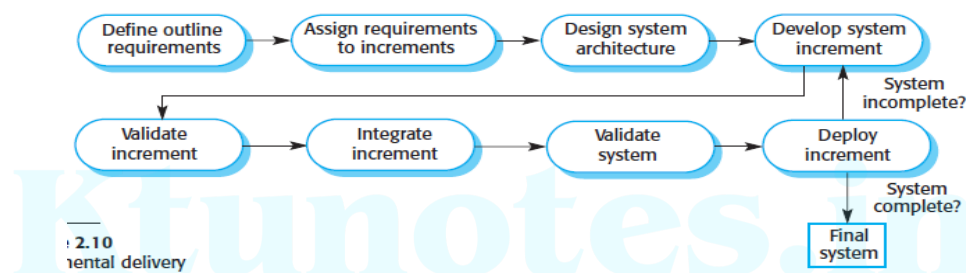 Define outline
requirements
Assign requirements
to increments
Design system
architecture
Develop system
increment
System
incomplete?
Validate
increment
Integrate
increment
Validate
system
Deploy
increment
System
complete?
Final
system
2.10
delivery
Ktunotes.in